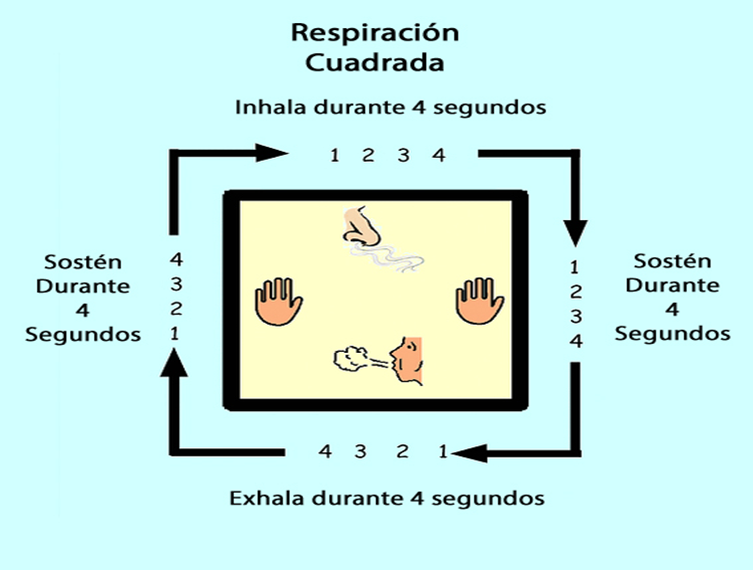 Respiración
Cuadrada
Inhala durante 4 segundos
1 2 3 4
Sostén
Durante
4
Segundos
4
3
2
1
1
2
3
4
Sostén
Durante
4
Segundos
4 3 2 1
Exhala durante 4 segundos